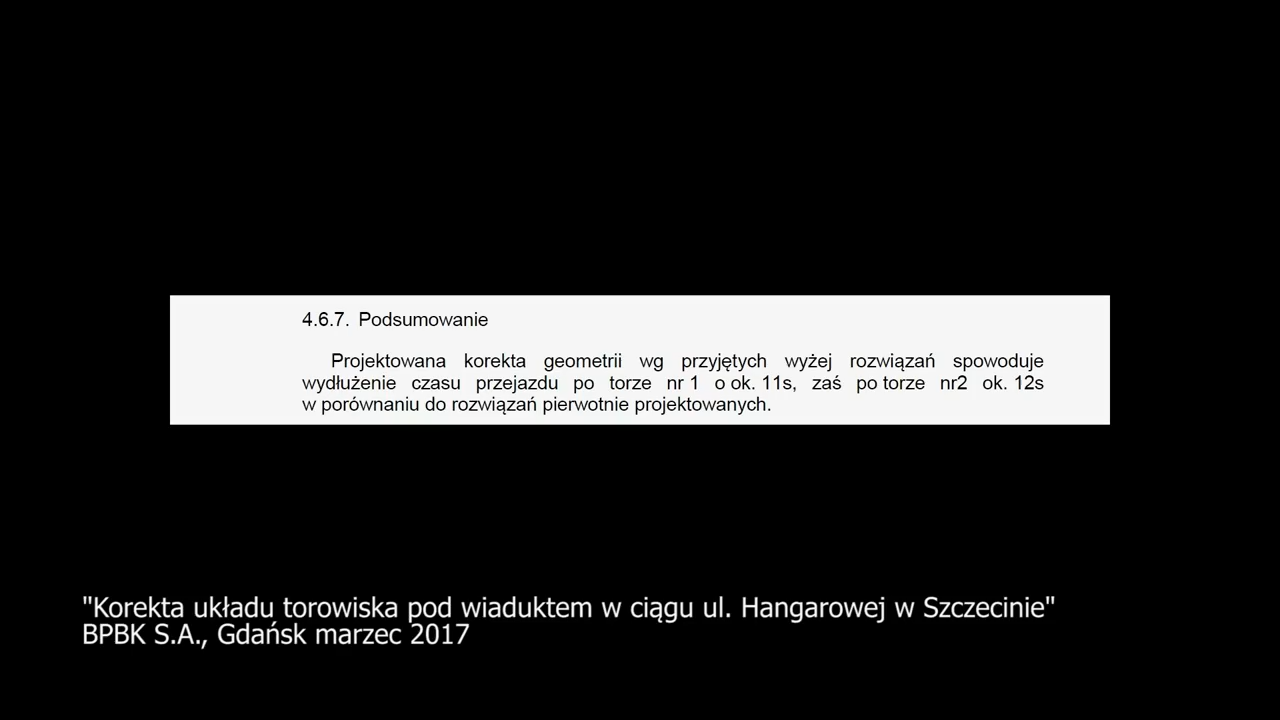 4.6.7. Podsumowanie
Projektowana korekta geometrii wg przyjętych wyżej rozwiązań spowoduje
wydłużenie czasu przejazdu po torze nr 1 o ok. 11s, zaś po torze nr2 ok. 12s
w porównaniu do rozwiązań pierwotnie projektowanych.
"Korekta układu torowiska pod wiaduktem w ciągu ul. Hangarowej w Szczecinie"
BPBK S.A., Gdańsk marzec 2017